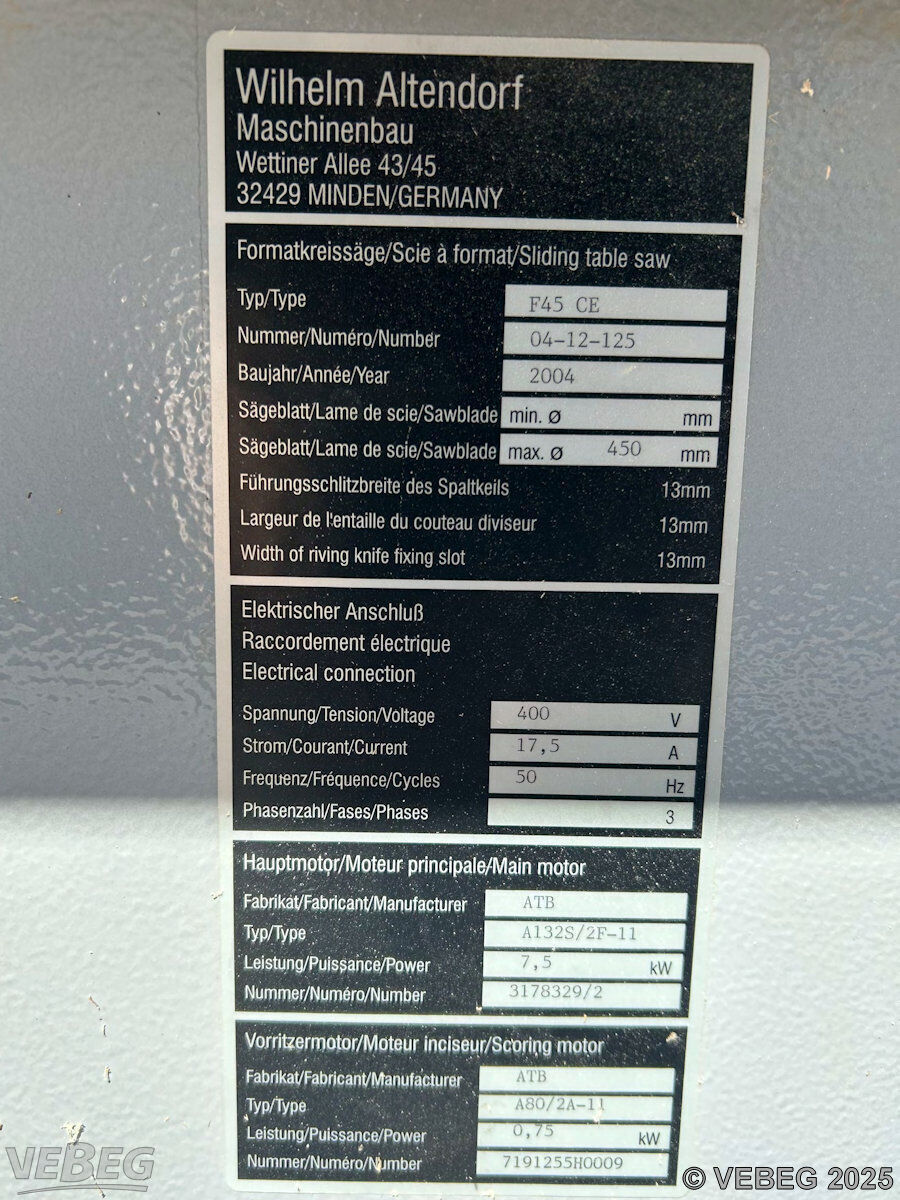 Wilhelm Altendorf
Maschinenbau
Wettiner Allee 43/45
32429 MINDEN/GERMANY
Formatkreissäge/Scie à format/Sliding table saw
Typ/Type F45 CE
Nummer/Numéro/Number 04-12-125
Baujahr/Année/Year 2004
Sägeblatt/Lame de scie/Sawblade min. Ø mm
Sägeblatt/Lame de scie/Sawblade max. Ø 450 mm
Führungsschlitzbreite des Spaltkeils 13mm
Largeur de l'entaille du couteau diviseur 13mm
Width of riving knife fixing slot 13mm
Elektrischer Anschluß
Raccordement électrique
Electrical connection
Spannung/Tension/Voltage 400 V
Strom/Courant/Current 17,5 A
Frequenz/Fréquence/Cycles 50 Hz
Phasenzahl/Fases/Phases 3
Hauptmotor/Moteur principale/Main motor
Fabrikat/Fabricant/Manufacturer ATB
Typ/Type A132S/2F-11
Leistung/Puissance/Power 7,5 kW
Nummer/Numéro/Number 3178329/2
Vorritzermotor/Moteur inciseur/Scoring motor
Fabrikat/Fabricant/Manufacturer ATB
Typ/Type A80/2A-11
Leistung/Puissance/Power 0,75 kW
Nummer/Numéro/Number 7191255H0009
VEBEG
© VEBEG 2025